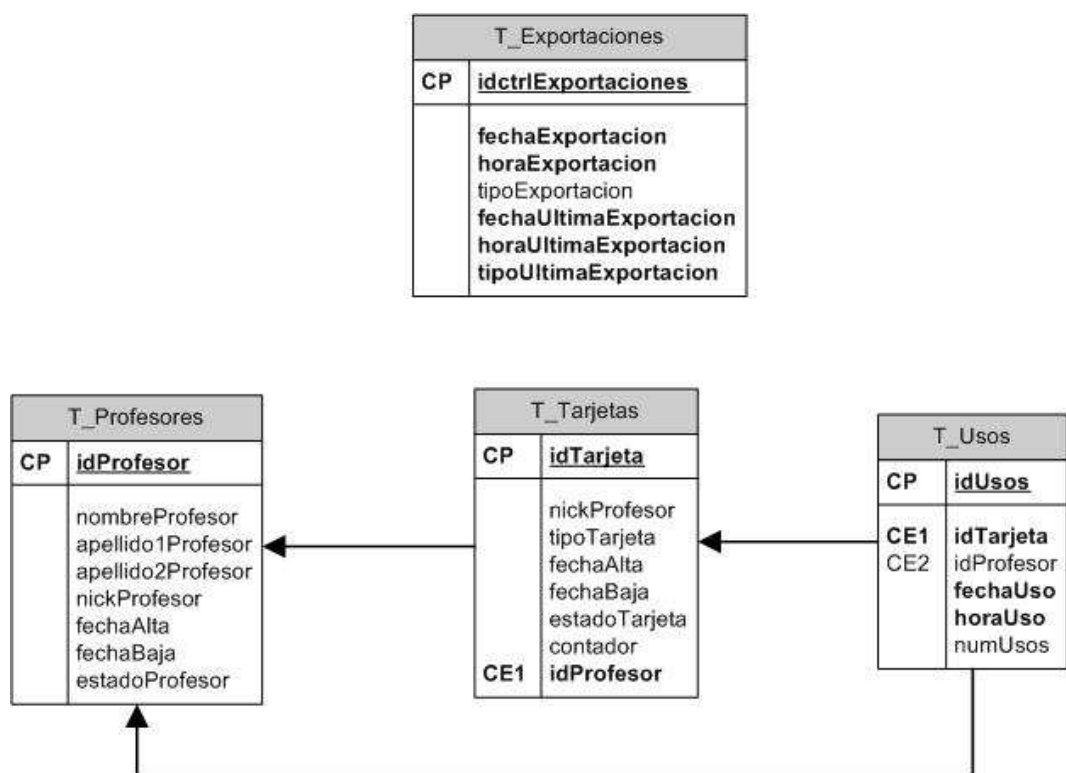 T_Exportaciones
CP idctrlExportaciones
fechaExportacion
horaExportacion
tipoExportacion
fechaUltimaExportacion
horaUltimaExportacion
tipoUltimaExportacion
T_Profesores
CP idProfesor
nombreProfesor
apellido1Profesor
apellido2Profesor
nickProfesor
fechaAlta
fechaBaja
estadoProfesor
T_Tarjetas
CP idTarjeta
nickProfesor
tipoTarjeta
fechaAlta
fechaBaja
estadoTarjeta
contador
CE1 idProfesor
T_Usos
CP idUsos
CE1 idTarjeta
CE2 idProfesor
fechaUso
horaUso
numUsos